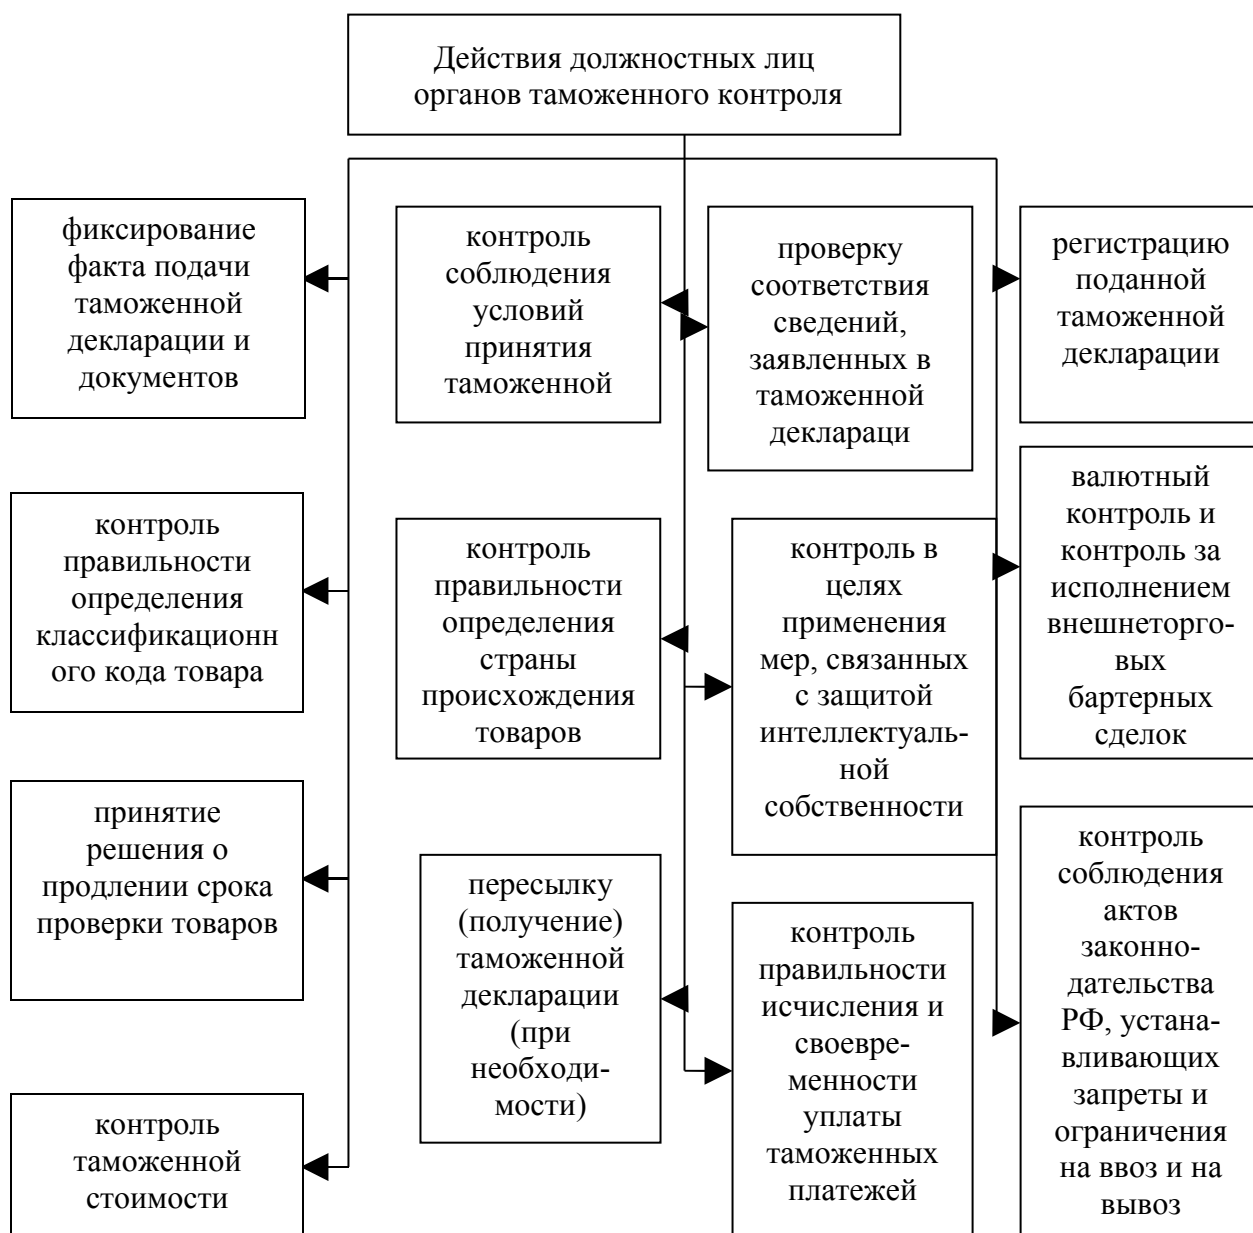 Действия должностных лиц
органов таможенного контроля
фиксирование
факта подачи
таможенной
декларации и
документов
контроль
соблюдения
условий
принятия
таможенной
проверку
соответствия
сведений,
заявленных в
таможенной
деклараци
регистрацию
поданной
таможенной
декларации
контроль
правильности
определения
классификационн
ого кода товара
контроль
правильности
определения
страны
происхождения
товаров
контроль в
целях
применения
мер, связанных
с защитой
интеллектуаль-
ной
собственности
валютный
контроль и
контроль за
исполнением
внешнеторго-
вых
бартерных
сделок
принятие
решения о
продлении срока
проверки товаров
пересылку
(получение)
таможенной
декларации
(при
необходи-
мости)
контроль
правильности
исчисления и
своевре-
менности
уплаты
таможенных
платежей
контроль
соблюдения
актов
законно-
дательства
РФ, устана-
вливающих
запреты и
ограничения
на ввоз и на
вывоз
контроль
таможенной
стоимости